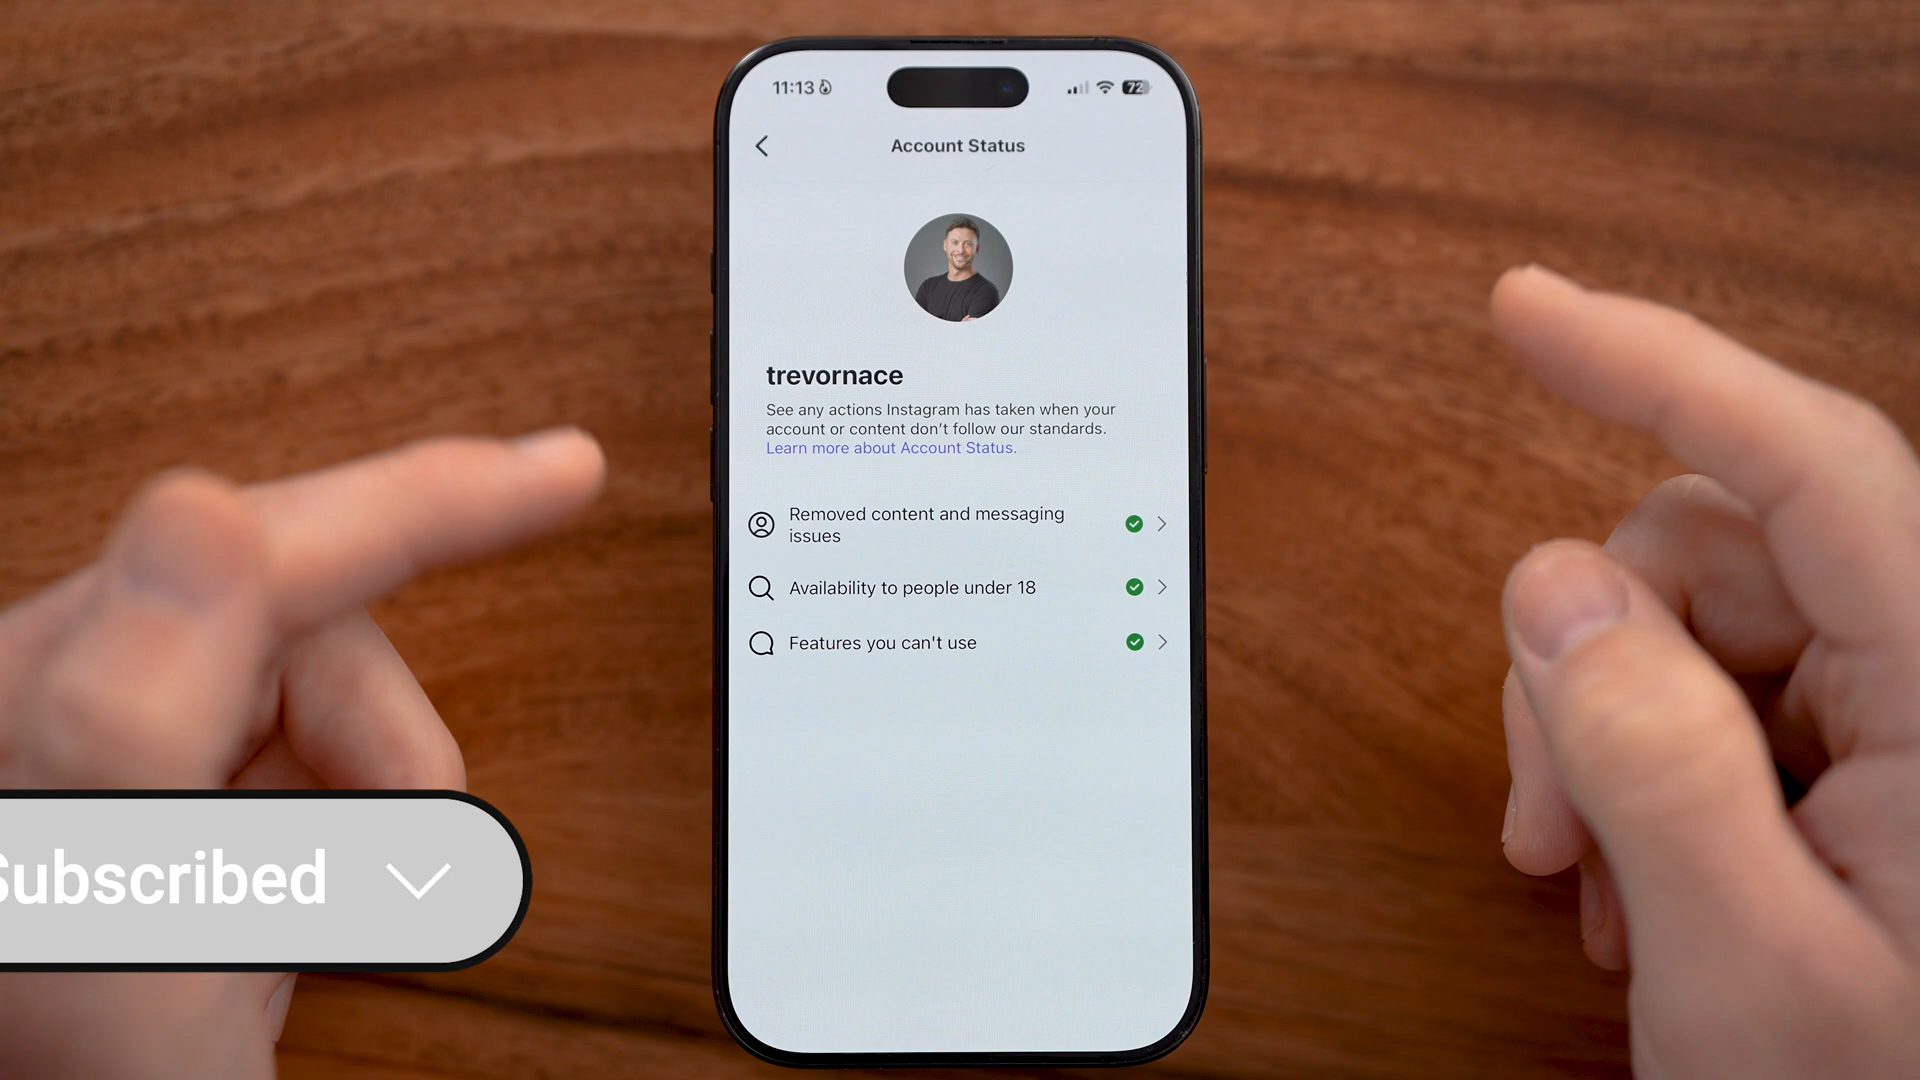 11:13
72
Account Status
trevornace
See any actions Instagram has taken when your
account or content don’t follow our standards.
Learn more about Account Status.
Removed content and messaging
issues
Availability to people under 18
Features you can't use
Subscribed